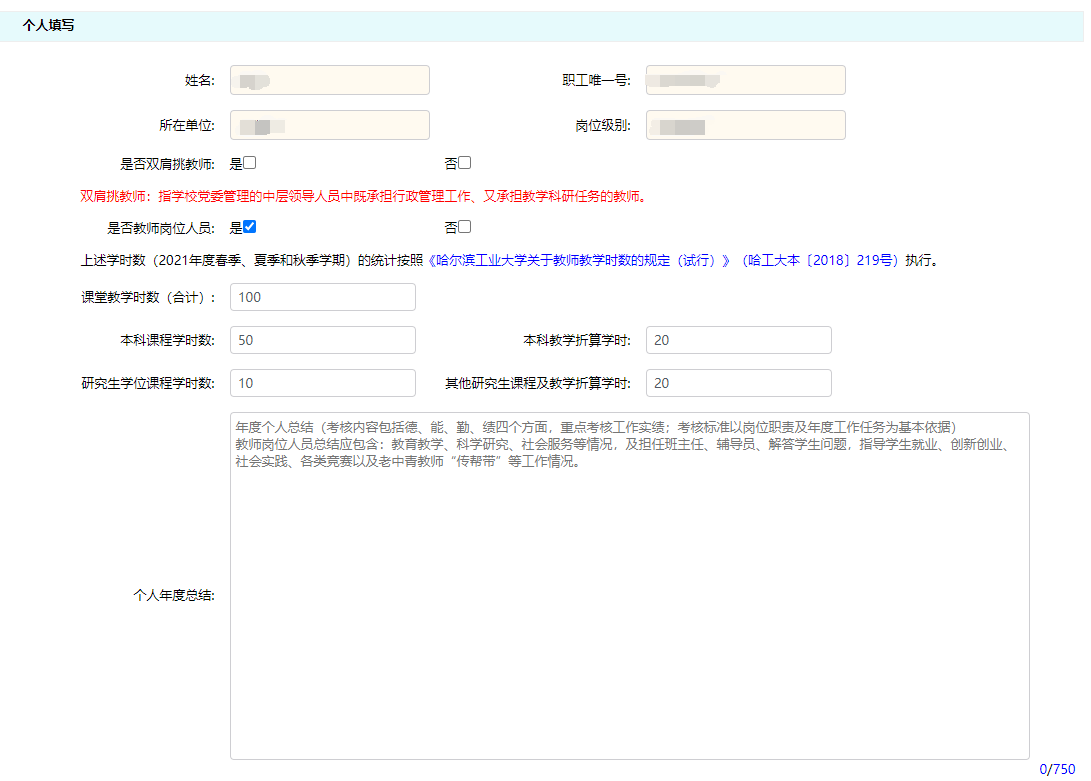 个人填写
姓名:
职工唯一号:
所在单位:
岗位级别:
是否双肩挑教师: 是 否
双肩挑教师：指学校党委管理的中层领导人员中既承担行政管理工作、又承担教学科研任务的教师。
是否教师岗位人员: 是 否
上述学时数（2021年度春季、夏季和秋季学期）的统计按照《哈尔滨工业大学关于教师教学时数的规定（试行）》（哈工大本〔2018〕219号）执行。
课堂教学时数（合计）: 100
本科课程学时数: 50 本科教学折算学时: 20
研究生学位课程学时数: 10 其他研究生课程及教学折算学时: 20
年度个人总结（考核内容包括德、能、勤、绩四个方面，重点考核工作实绩；考核标准以岗位职责及年度工作任务为基本依据）
教师岗位人员总结应包含：教育教学、科学研究、社会服务等情况，及担任班主任、辅导员、解答学生问题，指导学生就业、创新创业、
社会实践、各类竞赛以及老中青教师“传帮带”等工作情况。
个人年度总结:
0/750